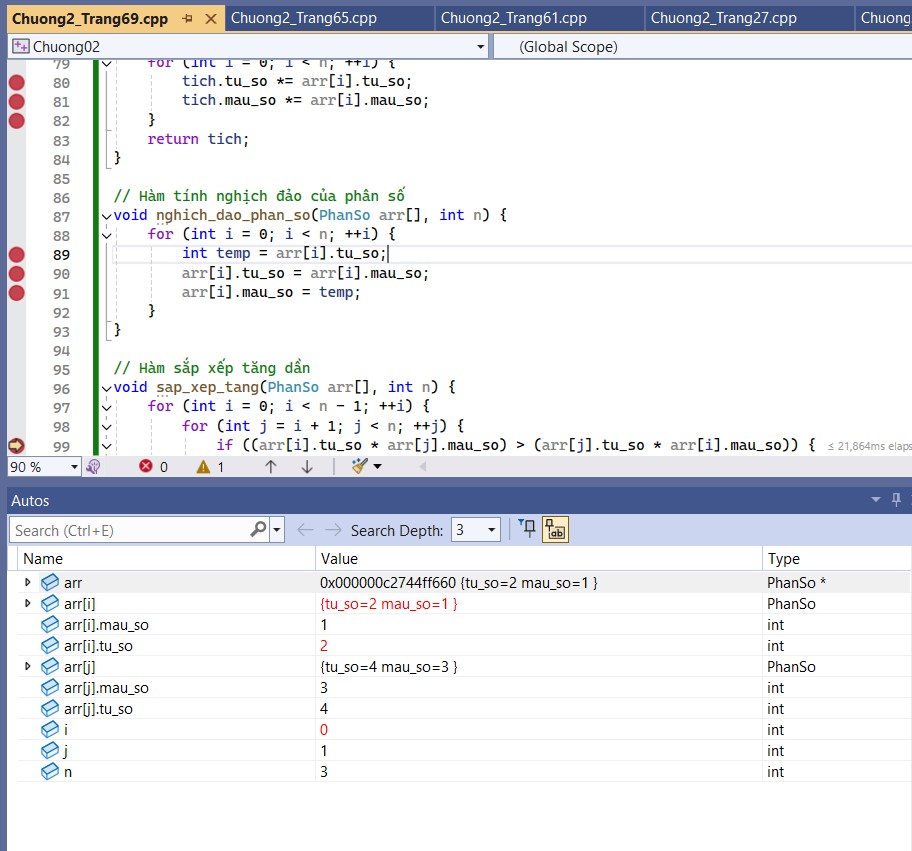 Chuong2_Trang69.cpp Chuong2_Trang65.cpp Chuong2_Trang61.cpp Chuong2_Trang27.cpp Chuong
Chuong02 (Global Scope)
79 for (int i = 0; i < n; ++i) {
80 tich.tu_so *= arr[i].tu_so;
81 tich.mau_so *= arr[i].mau_so;
82 }
83 return tich;
84 }
85
86 // Hàm tính nghịch đảo của phân số
87 void nghich_dao_phan_so(PhanSo arr[], int n) {
88 for (int i = 0; i < n; ++i) {
89 int temp = arr[i].tu_so;
90 arr[i].tu_so = arr[i].mau_so;
91 arr[i].mau_so = temp;
92 }
93 }
94
95 // Hàm sắp xếp tăng dần
96 void sap_xep_tang(PhanSo arr[], int n) {
97 for (int i = 0; i < n - 1; ++i) {
98 for (int j = i + 1; j < n; ++j) {
99 if ((arr[i].tu_so * arr[j].mau_so) > (arr[j].tu_so * arr[i].mau_so)) { ≤ 21,864ms elaps
90 % 0 1
Autos
Search (Ctrl+E) Search Depth: 3
Name Value Type
arr 0x000000c2744ff660 {tu_so=2 mau_so=1 } PhanSo *
arr[i] {tu_so=2 mau_so=1 } PhanSo
arr[i].mau_so 1 int
arr[i].tu_so 2 int
arr[j] {tu_so=4 mau_so=3 } PhanSo
arr[j].mau_so 3 int
arr[j].tu_so 4 int
i 0 int
j 1 int
n 3 int